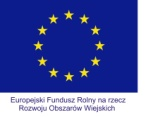 Europejski Fundusz Rolny na rzecz
Rozwoju Obszarów Wiejskich